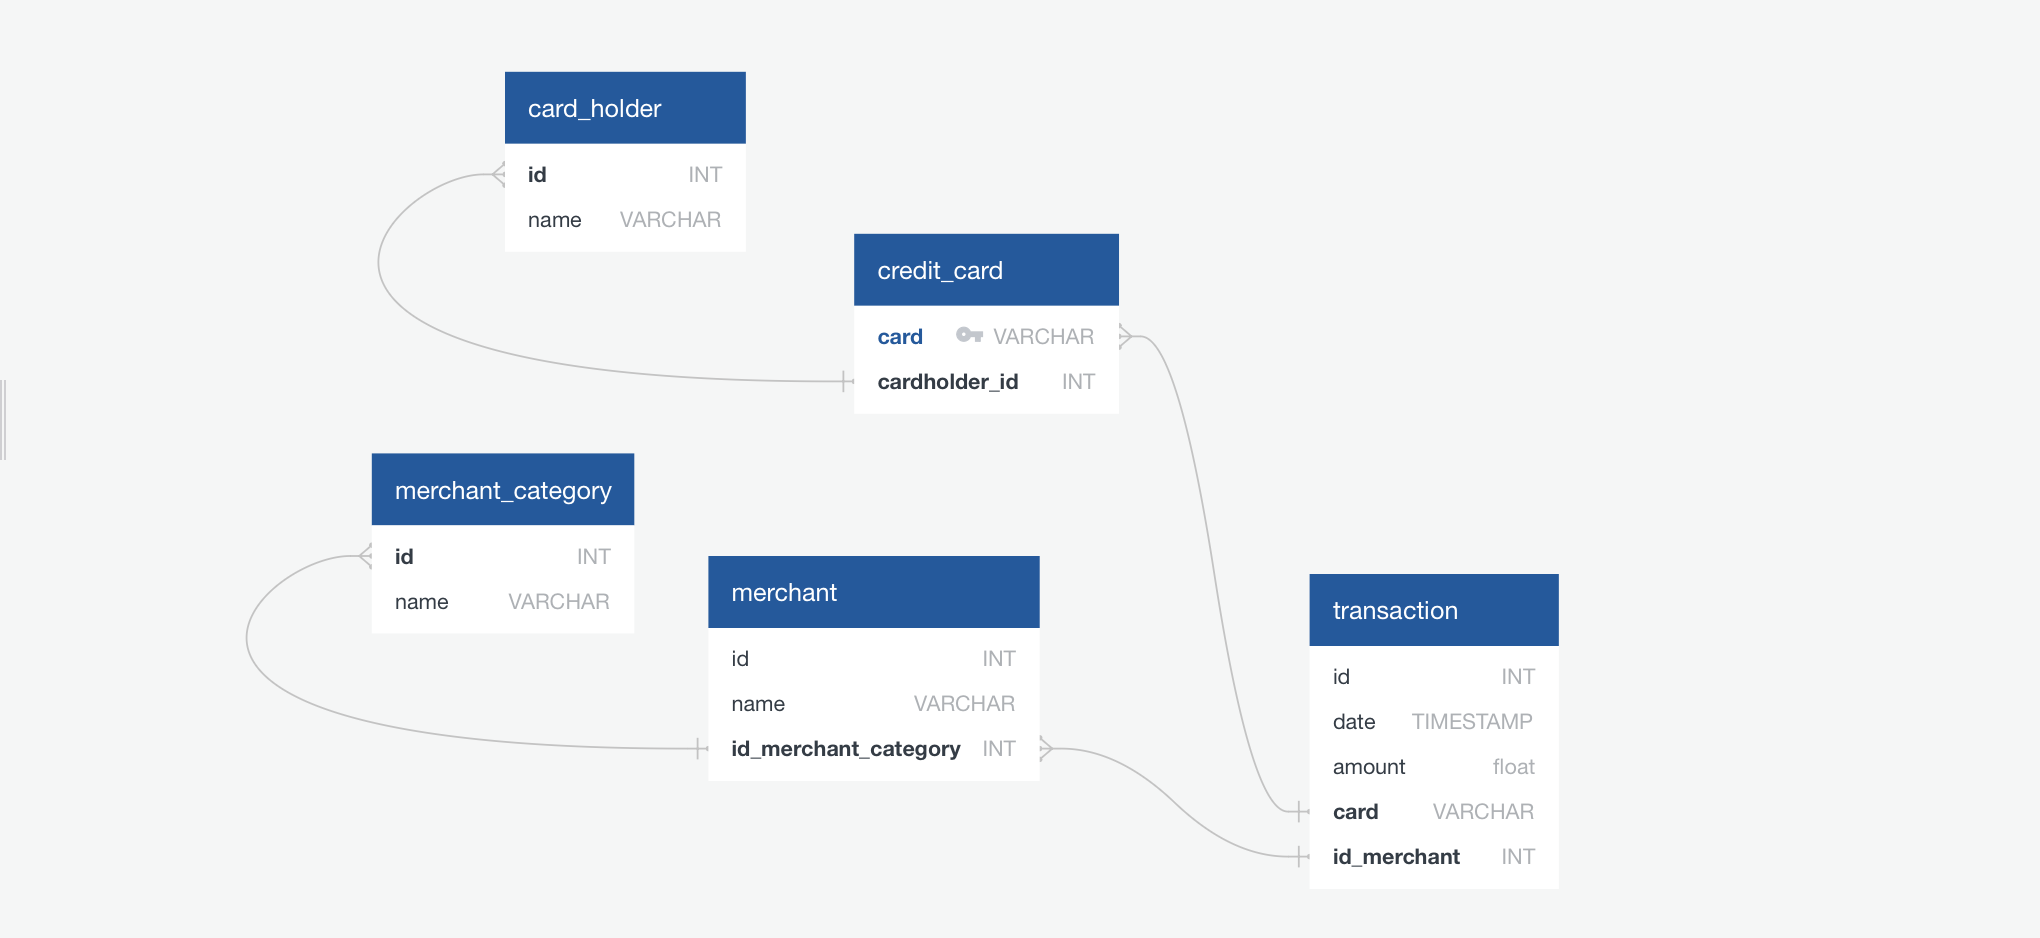 card_holder
id INT
name VARCHAR
credit_card
card VARCHAR
cardholder_id INT
merchant_category
id INT
name VARCHAR
merchant
id INT
name VARCHAR
id_merchant_category INT
transaction
id INT
date TIMESTAMP
amount float
card VARCHAR
id_merchant INT